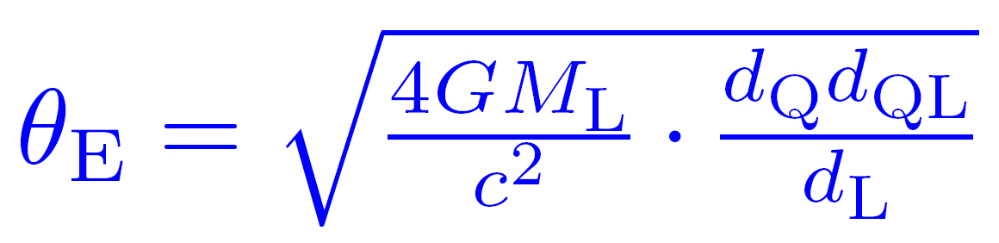 θ_E = √(4GM_L/c² · d_Q d_QL/d_L)